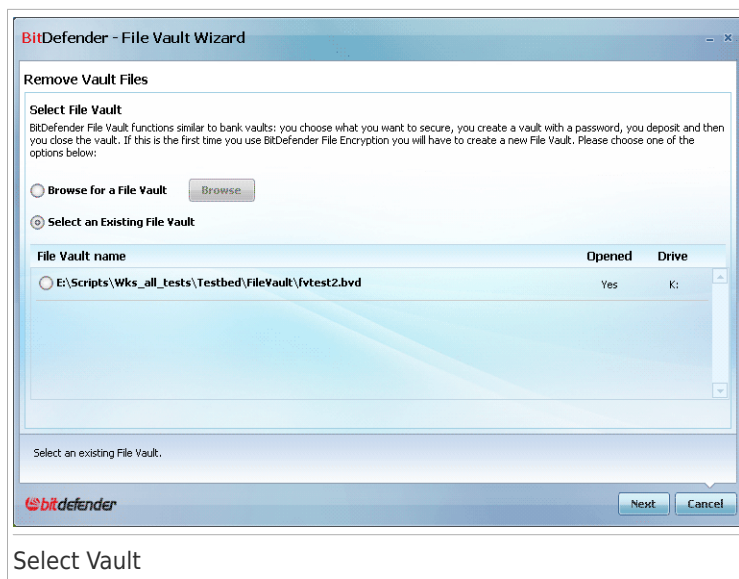 BitDefender - File Vault Wizard
Remove Vault Files
Select File Vault
BitDefender File Vault functions similar to bank vaults: you choose what you want to secure, you create a vault with a password, you deposit and then
you close the vault. If this is the first time you use BitDefender File Encryption you will have to create a new File Vault. Please choose one of the
options below:
Browse for a File Vault Browse
Select an Existing File Vault
File Vault name Opened Drive
E:\Scripts\Wks_all_tests\Testbed\FileVault\fvtest2.bvd Yes K:
Select an existing File Vault.
bitdefender Next Cancel
Select Vault